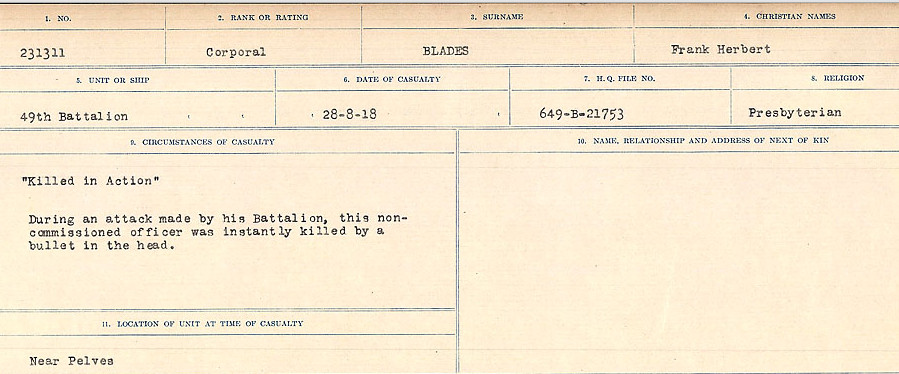 1. NO.
2. RANK OR RATING
3. SURNAME
4. CHRISTIAN NAMES
231311
Corporal
BLADES
Frank Herbert
5. UNIT OR SHIP
6. DATE OF CASUALTY
7. H.Q. FILE NO.
8. RELIGION
49th Battalion
28-8-18
649-B-21753
Presbyterian
9. CIRCUMSTANCES OF CASUALTY
10. NAME, RELATIONSHIP AND ADDRESS OF NEXT OF KIN
"Killed in Action"
During an attack made by his Battalion, this non-
commissioned officer was instantly killed by a
bullet in the head.
11. LOCATION OF UNIT AT TIME OF CASUALTY
Near Pelves